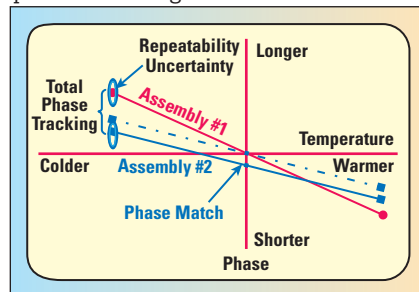 Repeatability
Uncertainty
Longer
Total
Phase
Tracking
Assembly #1
Temperature
Colder
Assembly #2
Warmer
Phase Match
Shorter
Phase